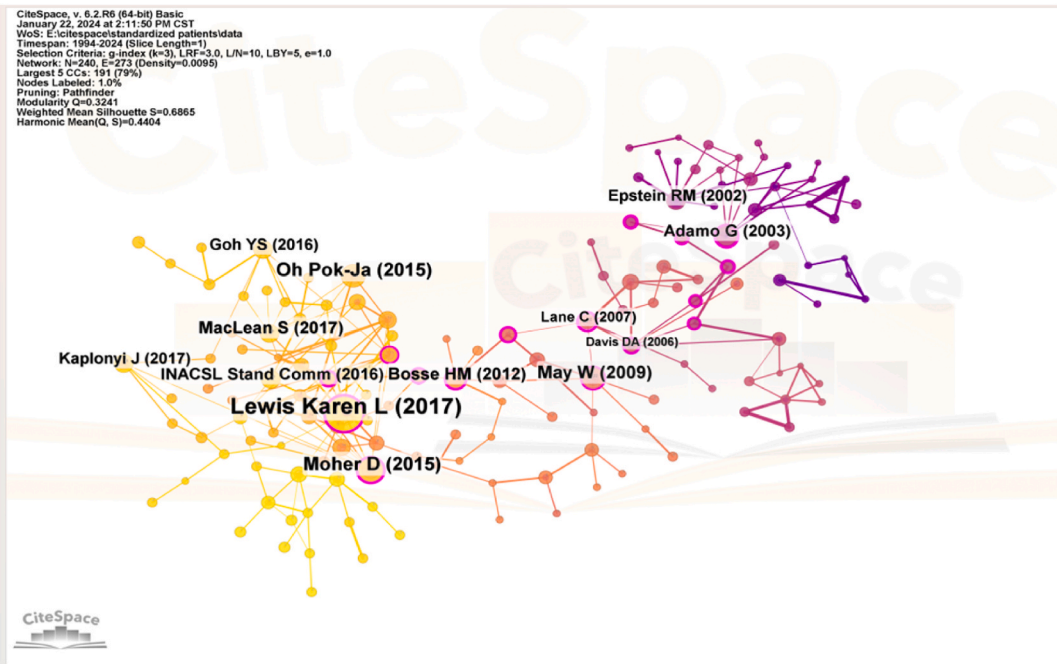 CiteSpace, v. 6.2.R6 (64-bit) Basic
January 22, 2024 at 2:11:50 PM CST
WoS: E:\citespace\standardized patients\data
Timespan: 1994-2024 (Slice Length=1)
Selection Criteria: g-index (k=3), LRF=3.0, L/N=10, LBY=5, e=1.0
Network: N=240, E=273 (Density=0.0095)
Largest 5 CCs: 191 (79%)
Nodes Labeled: 1.0%
Pruning: Pathfinder
Modularity Q=0.3241
Weighted Mean Silhouette S=0.6865
Harmonic Mean(Q, S)=0.4404
CiteSpace
Epstein RM (2002)
Adamo G (2003)
Goh YS (2016)
Oh Pok-Ja (2015)
CiteSpace
Lane C (2007)
MacLean S (2017)
Davis DA (2006)
Kaplonyi J (2017)
INACSL Stand Comm (2016) Bosse HM (2012)
May W (2009)
Lewis Karen L (2017)
Moher D (2015)
CiteSpace